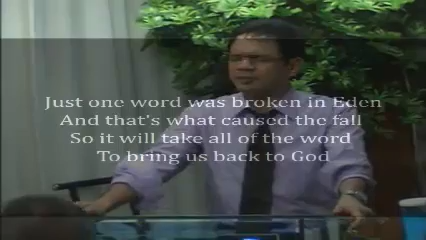 Just one word was broken in Eden
And that's what caused the fall
So it will take all of the word
To bring us back to God